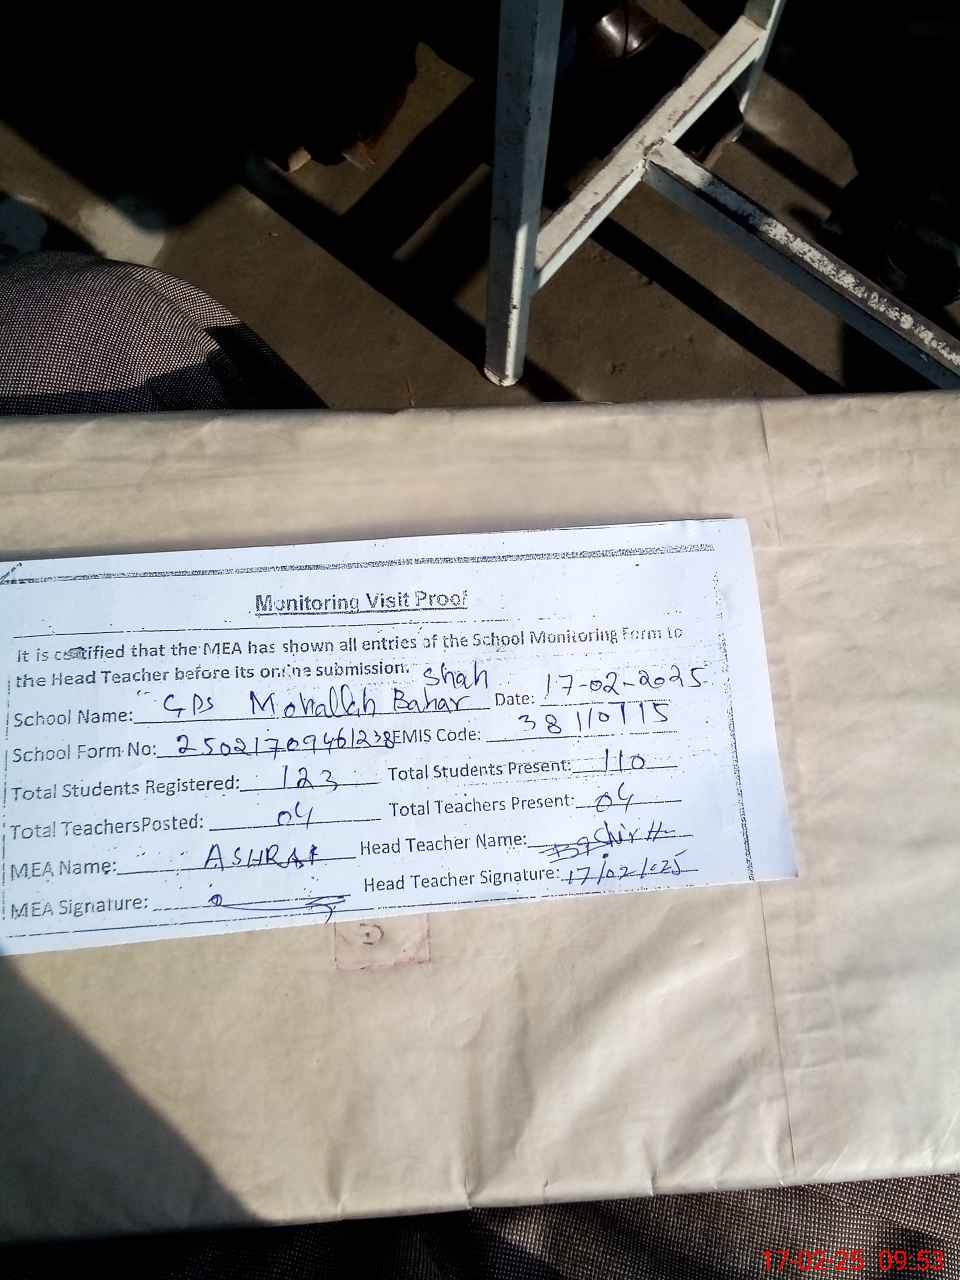 Monitoring Visit Proof
It is certified that the MEA has shown all entries of the School Monitoring Form to
the Head Teacher before its online submission.
School Name: GPS Mohallah Bahar Shah Date: 17-02-2025
School Form No: 25021709461238 EMIS Code: 38110715
Total Students Registered: 123 Total Students Present: 110
Total TeachersPosted: 04 Total Teachers Present: 04
MEA Name: ASHRAF Head Teacher Name:
MEA Signature: Head Teacher Signature: 17/02/025
17-02-25 09:53